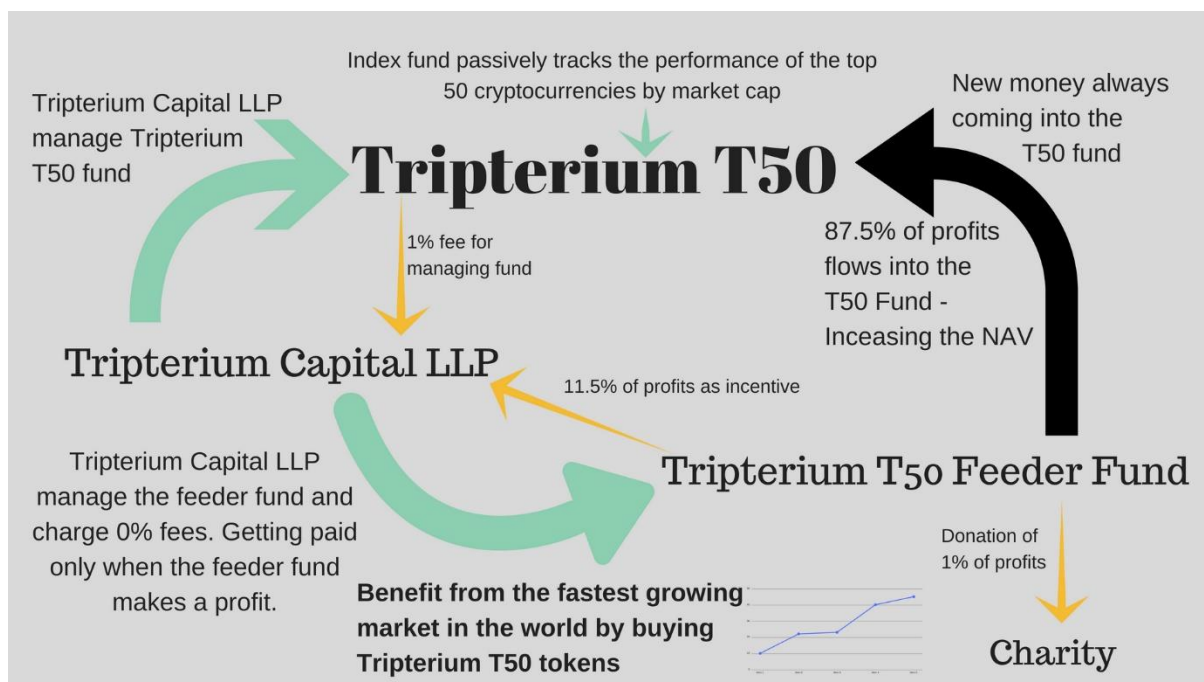 Index fund passively tracks the performance of the top
50 cryptocurrencies by market cap
Tripterium Capital LLP
manage Tripterium
T50 fund
New money always
coming into the
T50 fund
Tripterium T50
1% fee for
managing fund
87.5% of profits
flows into the
T50 Fund -
Inceasing the NAV
Tripterium Capital LLP
11.5% of profits as incentive
Tripterium T50 Feeder Fund
Tripterium Capital LLP
manage the feeder fund and
charge 0% fees. Getting paid
only when the feeder fund
makes a profit.
Donation of
1% of profits
Benefit from the fastest growing
market in the world by buying
Tripterium T50 tokens
Charity